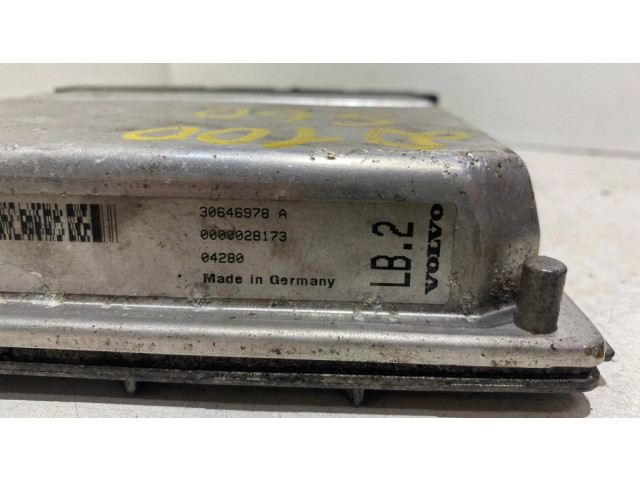 30646978 A
0000028173
04280
Made in Germany
LB.2
VOLVO